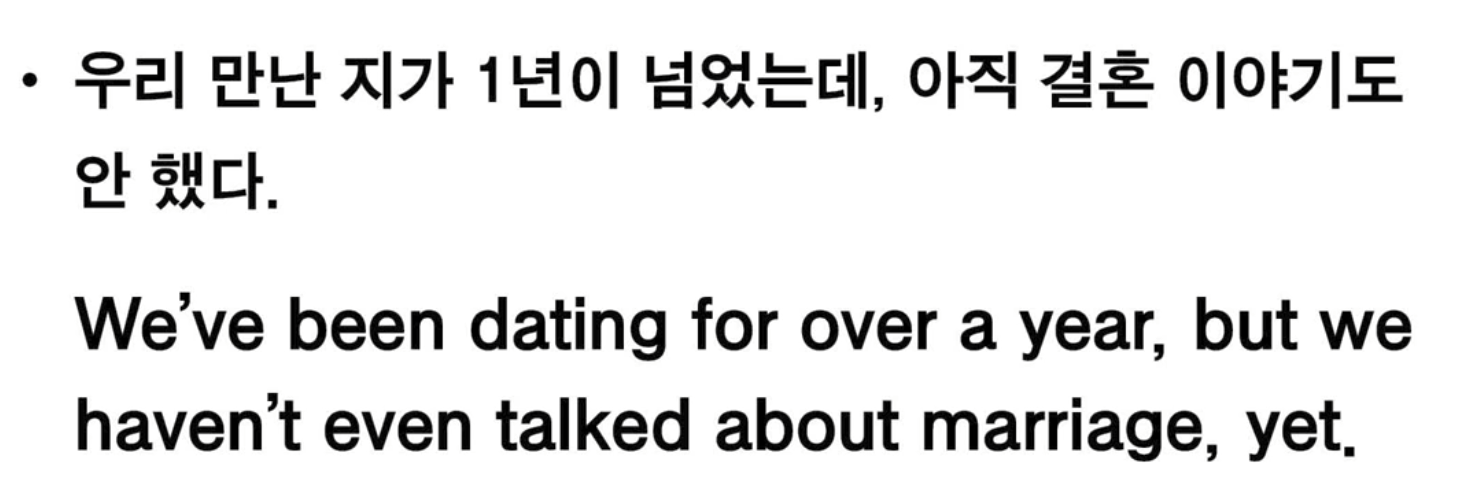 • 우리 만난 지가 1년이 넘었는데, 아직 결혼 이야기도
안 했다.
We’ve been dating for over a year, but we
haven’t even talked about marriage, yet.